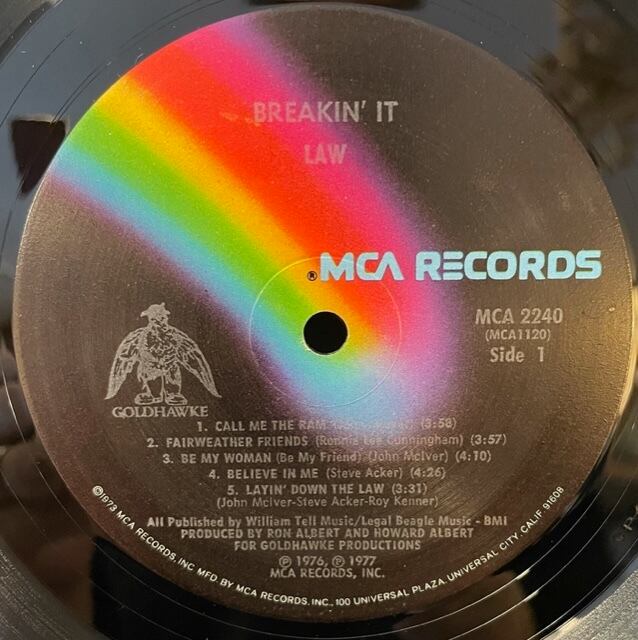 BREAKIN' IT
LAW
® MCA RECORDS
MCA 2240
(MCA1120)
Side 1
GOLDHAWKE
1. CALL ME THE RAM (3:58)
2. FAIRWEATHER FRIENDS (Ronnie Lee Cunningham) (3:57)
3. BE MY WOMAN (Be My Friend) (John McIver) (4:10)
4. BELIEVE IN ME (Steve Acker) (4:26)
5. LAYIN' DOWN THE LAW (3:31)
(John McIver-Steve Acker-Roy Kenner)
All Published by William Tell Music/Legal Beagle Music - BMI
PRODUCED BY RON ALBERT AND HOWARD ALBERT
FOR GOLDHAWKE PRODUCTIONS
℗ 1976, ℗ 1977
MCA RECORDS, INC.
©1973 MCA RECORDS, INC MFD. BY MCA RECORDS, INC., 100 UNIVERSAL PLAZA, UNIVERSAL CITY, CALIF. 91608